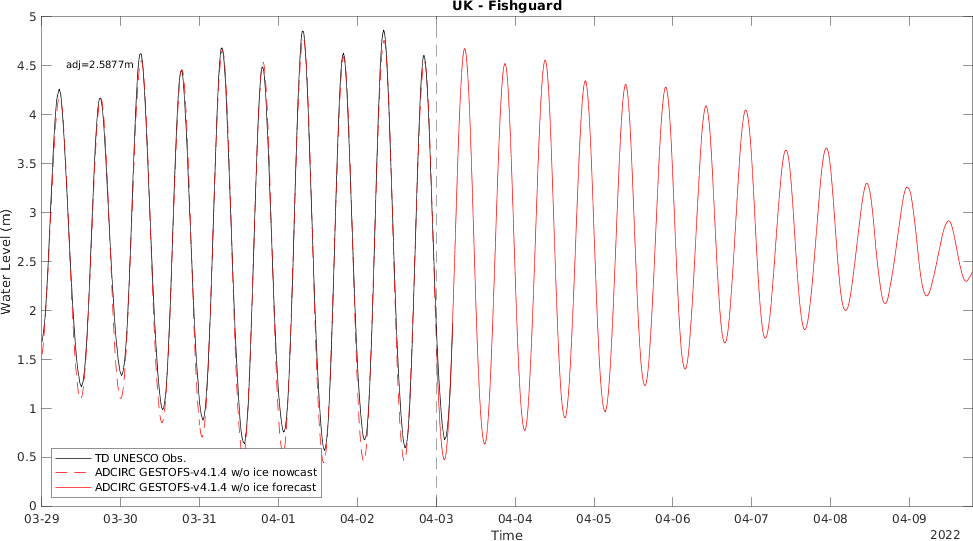 UK - Fishguard
adj=2.5877m
5
4.5
4
3.5
3
2.5
2
1.5
1
0.5
0
Water Level (m)
TD UNESCO Obs.
ADCIRC GESTOFS-v4.1.4 w/o ice nowcast
ADCIRC GESTOFS-v4.1.4 w/o ice forecast
03-29 03-30 03-31 04-01 04-02 04-03 04-04 04-05 04-06 04-07 04-08 04-09
Time
2022